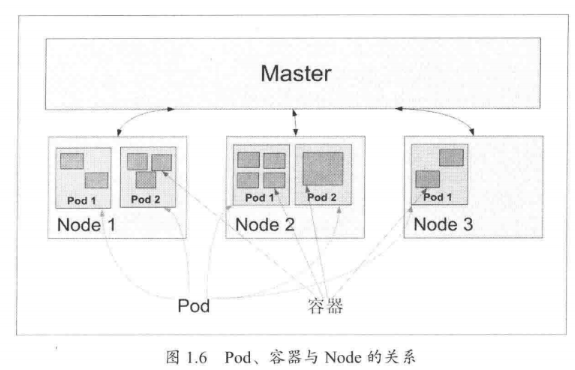 Master
Pod 1
Pod 2
Node 1
Pod 1
Pod 2
Node 2
Pod 1
Node 3
Pod
容器
图 1.6 Pod、容器与 Node 的关系